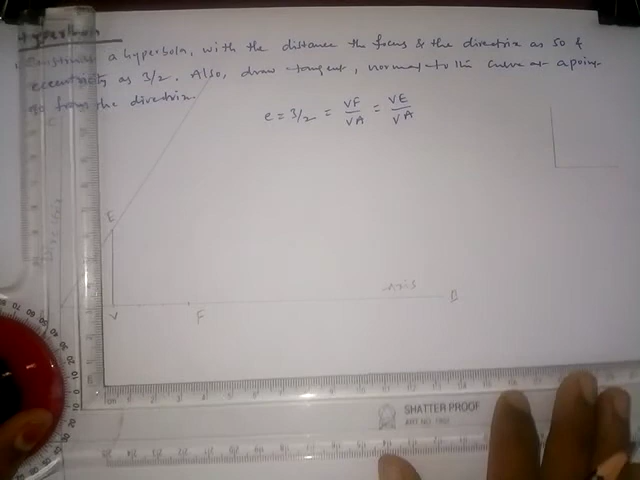 Hyperbola
a hyperbola, with the distance the focus & the directrix as 50 &
eccentricity as 3/2. Also, draw tangent, normal to the curve at a point
from the directrix.
e = 3/2 = VF/VA = VE/VA
E
V
F
Axis
B
SHATTER PROOF